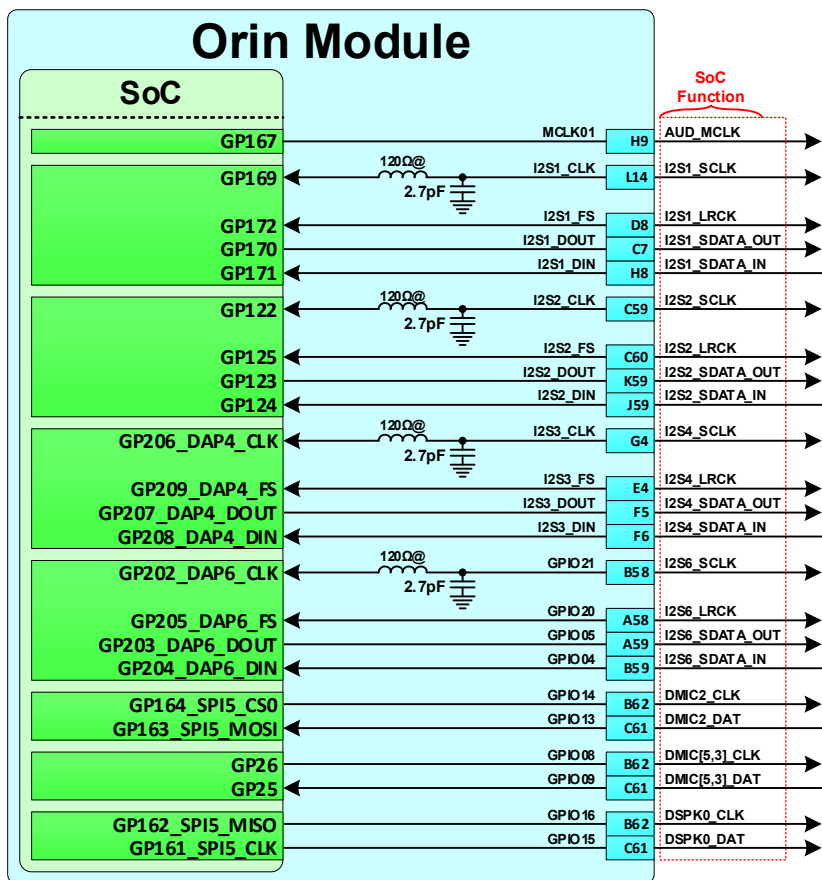 Orin Module
SoC
SoC
Function
GP167 MCLK01 H9 AUD_MCLK
120Ω@
GP169 I2S1_CLK L14 I2S1_SCLK
2.7pF
GP172 I2S1_FS D8 I2S1_LRCK
GP170 I2S1_DOUT C7 I2S1_SDATA_OUT
GP171 I2S1_DIN H8 I2S1_SDATA_IN
120Ω@
GP122 I2S2_CLK C59 I2S2_SCLK
2.7pF
GP125 I2S2_FS C60 I2S2_LRCK
GP123 I2S2_DOUT K59 I2S2_SDATA_OUT
GP124 I2S2_DIN J59 I2S2_SDATA_IN
120Ω@
GP206_DAP4_CLK I2S3_CLK G4 I2S4_SCLK
2.7pF
GP209_DAP4_FS I2S3_FS E4 I2S4_LRCK
GP207_DAP4_DOUT I2S3_DOUT F5 I2S4_SDATA_OUT
GP208_DAP4_DIN I2S3_DIN F6 I2S4_SDATA_IN
120Ω@
GP202_DAP6_CLK GPIO21 B58 I2S6_SCLK
2.7pF
GP205_DAP6_FS GPIO20 A58 I2S6_LRCK
GP203_DAP6_DOUT GPIO05 A59 I2S6_SDATA_OUT
GP204_DAP6_DIN GPIO04 B59 I2S6_SDATA_IN
GP164_SPI5_CS0 GPIO14 B62 DMIC2_CLK
GP163_SPI5_MOSI GPIO13 C61 DMIC2_DAT
GP26 GPIO08 B62 DMIC[5,3]_CLK
GP25 GPIO09 C61 DMIC[5,3]_DAT
GP162_SPI5_MISO GPIO16 B62 DSPK0_CLK
GP161_SPI5_CLK GPIO15 C61 DSPK0_DAT